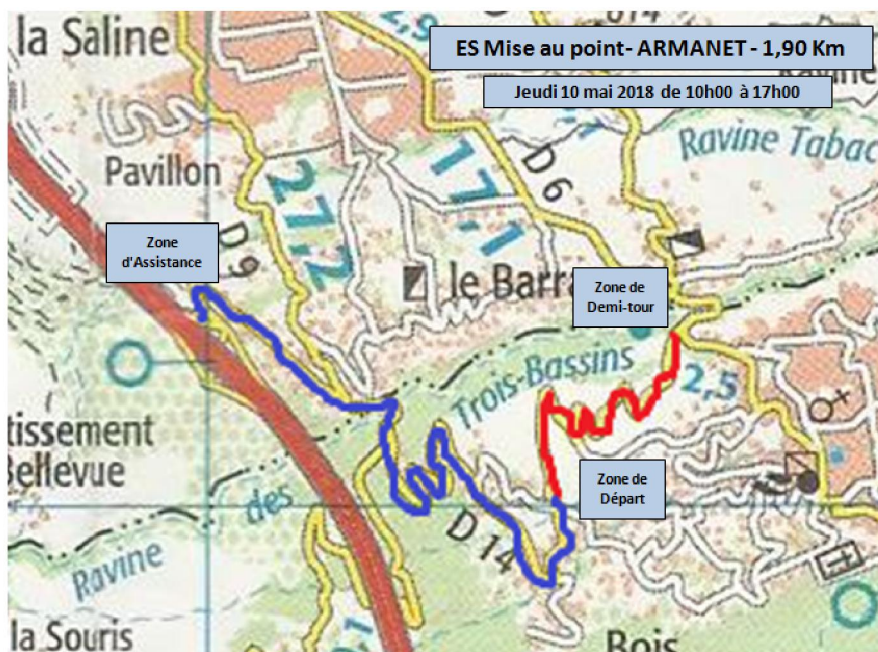 la Saline
2,9
ES Mise au point- ARMANET - 1,90 Km
Jeudi 10 mai 2018 de 10h00 à 17h00
Ravine Tabac
Pavillon
27,2
17,1
D 6
Zone
d'Assistance
D 9
le Barra
Zone de
Demi-tour
Trois-Bassins
2,5
tissement
Bellevue
des
Zone de
Départ
D 14
Ravine
la Souris
Bois